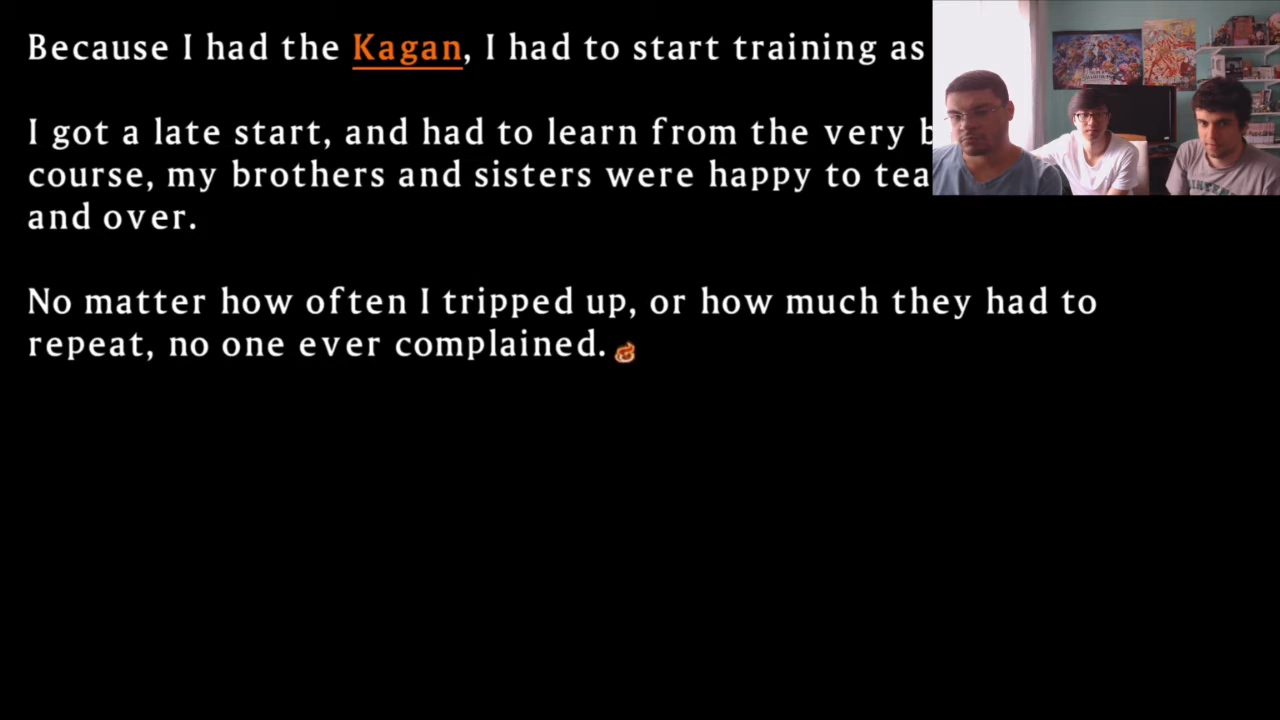 Because I had the Kagan, I had to start training as
I got a late start, and had to learn from the very
course, my brothers and sisters were happy to
and over.
No matter how often I tripped up, or how much they had to
repeat, no one ever complained.